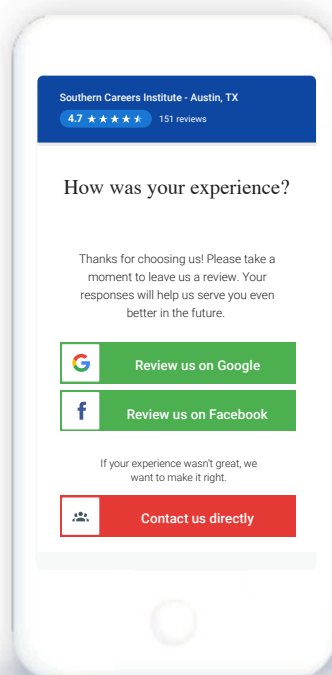 Southern Careers Institute - Austin, TX
4.7 ★★★★⯪ 151 reviews
How was your experience?
Thanks for choosing us! Please take a
moment to leave us a review. Your
responses will help us serve you even
better in the future.
Review us on Google
Review us on Facebook
If your experience wasn't great, we
want to make it right.
Contact us directly